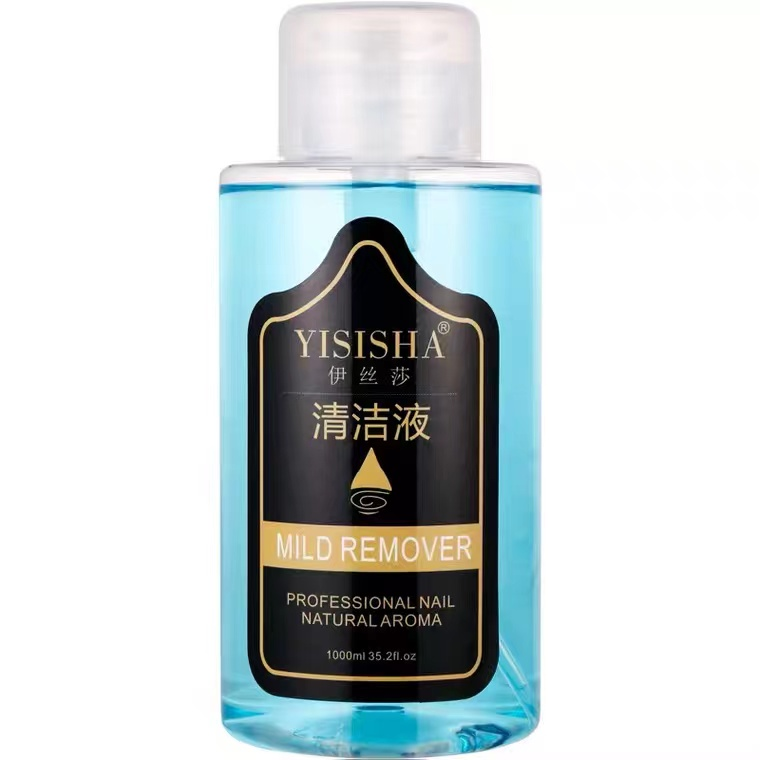 YISISHA®
伊丝莎
清洁液
MILD REMOVER
PROFESSIONAL NAIL
NATURAL AROMA
1000ml 35.2fl.oz